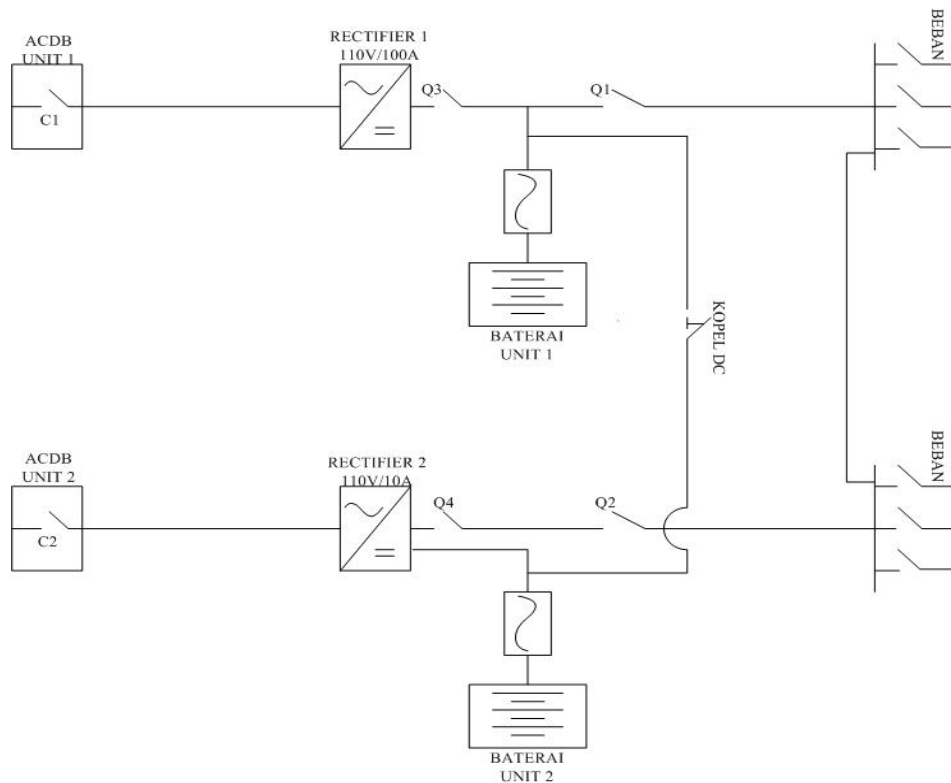 ACDB
UNIT 1
C1
RECTIFIER 1
110V/100A
Q3
Q1
BEBAN
BATERAI
UNIT 1
KOPEL DC
ACDB
UNIT 2
C2
RECTIFIER 2
110V/10A
Q4
Q2
BEBAN
BATERAI
UNIT 2